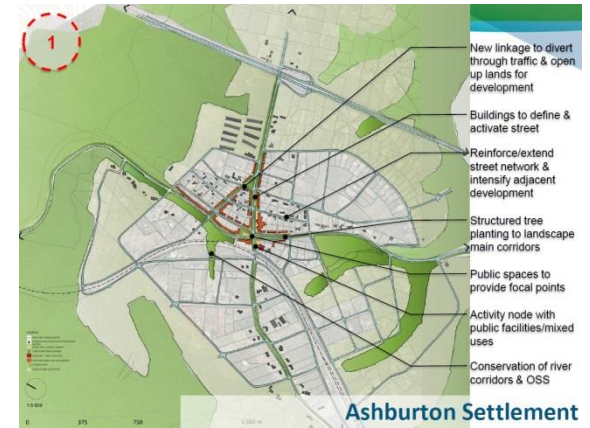 1
New linkage to divert
through traffic & open
up lands for
development
Buildings to define &
activate street
Reinforce/extend
street network &
intensify adjacent
development
Structured tree
planting to landscape
main corridors
Public spaces to
provide focal points
Activity node with
public facilities/mixed
uses
Conservation of river
corridors & OSS
0 375 750 1 500 m
Ashburton Settlement